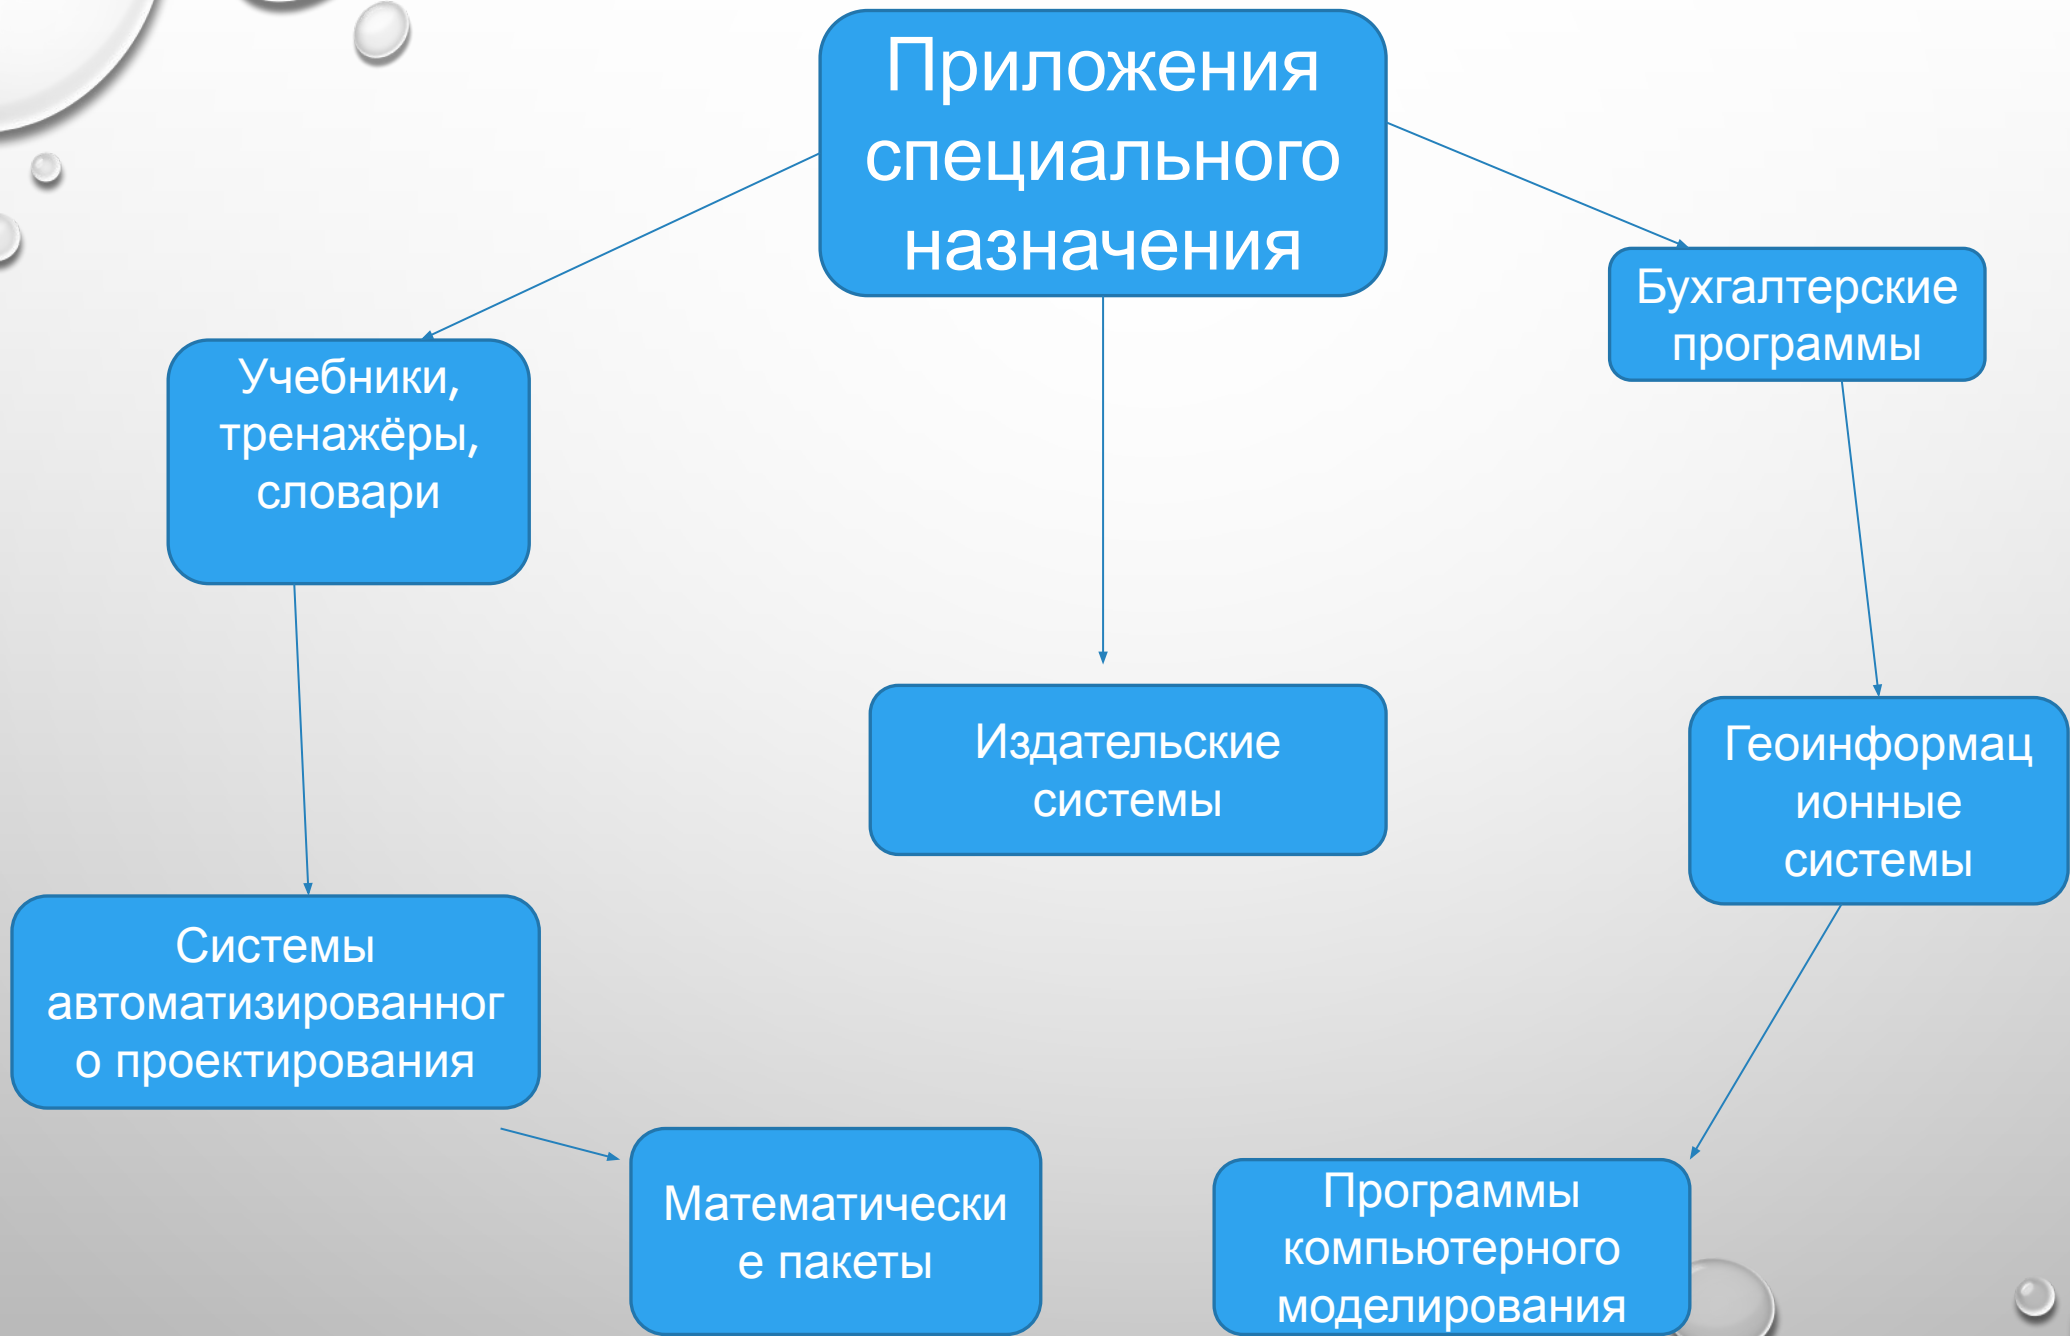 Приложения
специального
назначения
Бухгалтерские
программы
Учебники,
тренажёры,
словари
Издательские
системы
Геоинформац
ионные
системы
Системы
автоматизированног
о проектирования
Математически
е пакеты
Программы
компьютерного
моделирования